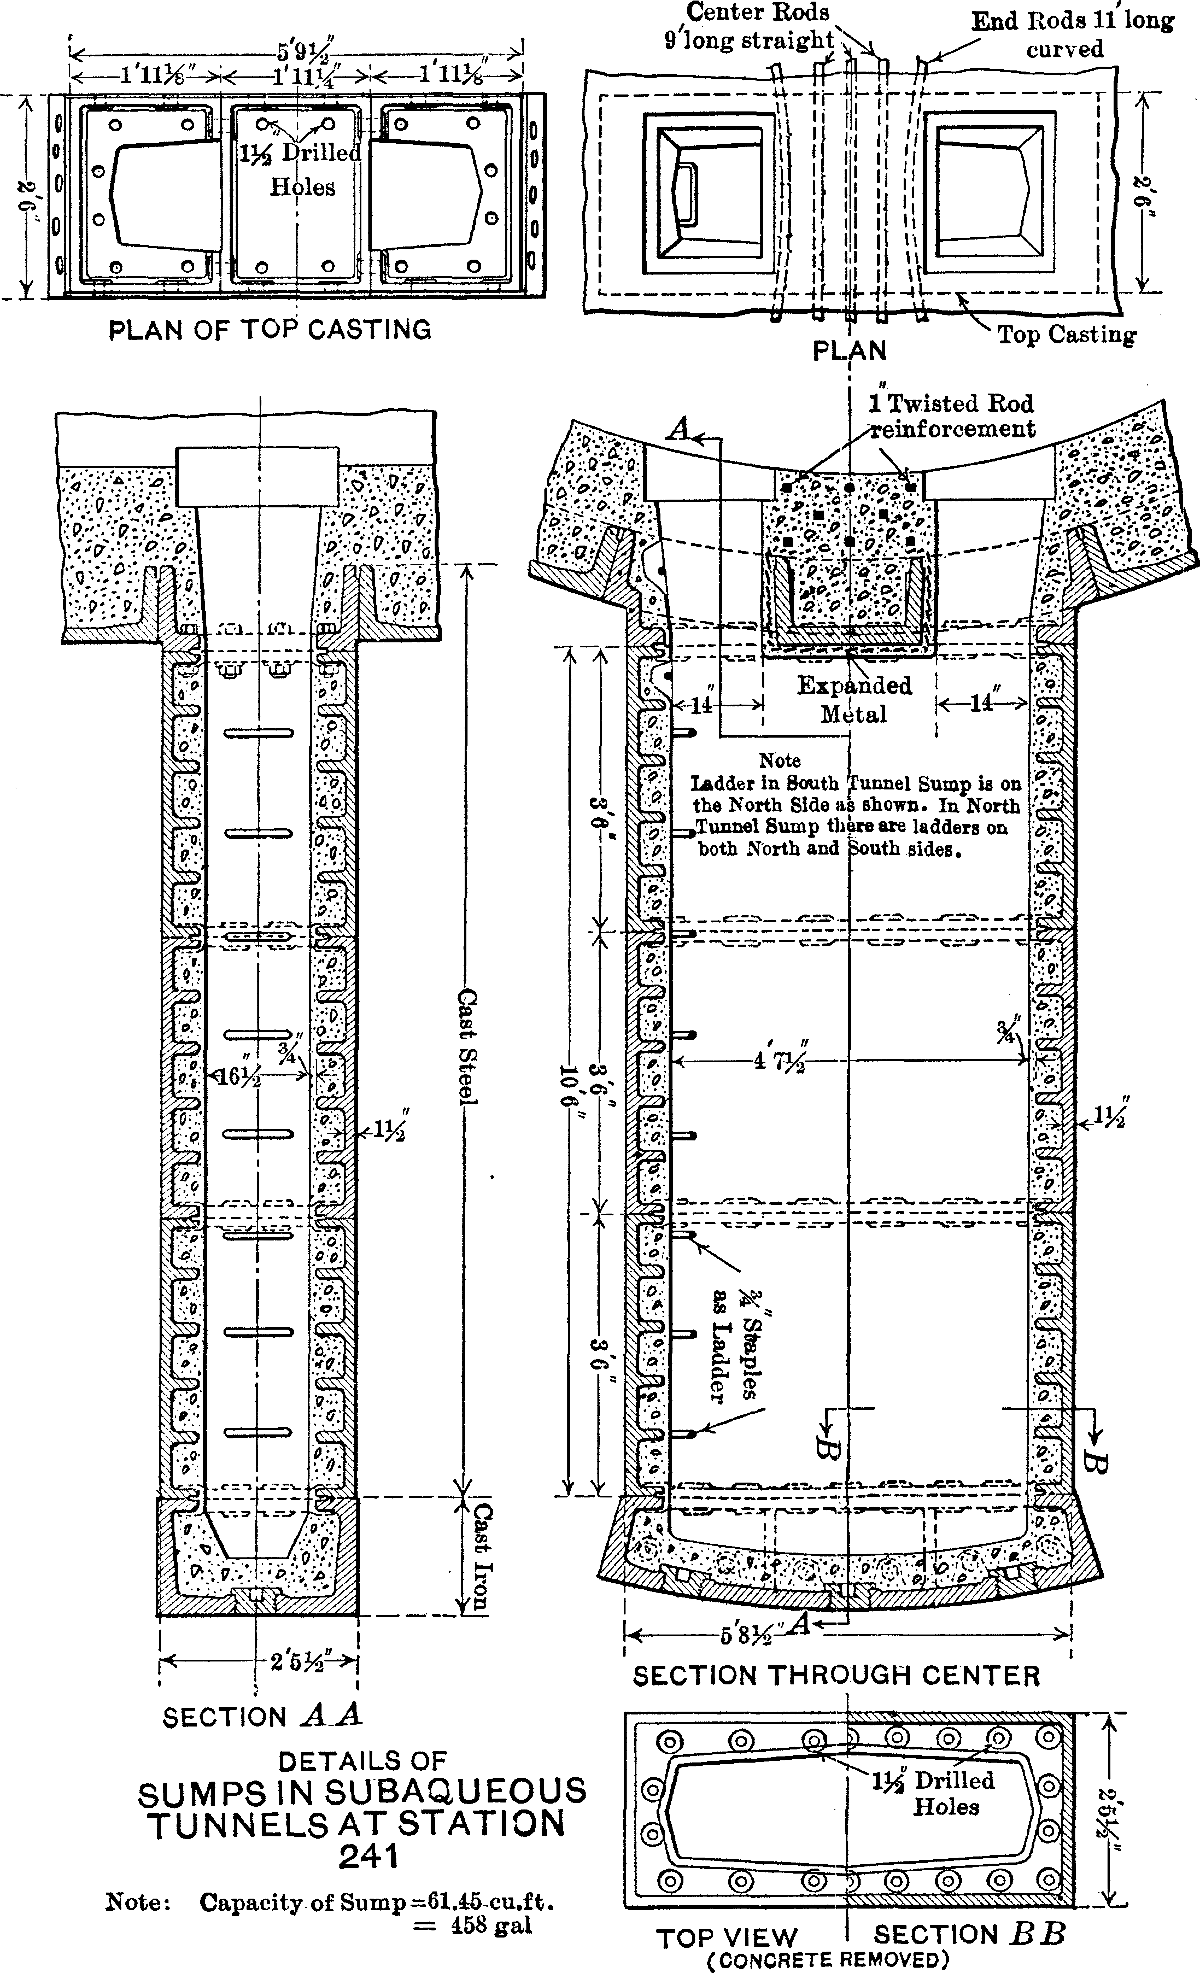 5'9½"
1'11⅛" 1'11¼" 1'11⅛"
2'6"
1½" Drilled
Holes
PLAN OF TOP CASTING
Center Rods
9'long straight
End Rods 11'long
curved
2'6"
Top Casting
PLAN
A
1" Twisted Rod
reinforcement
Expanded
Metal
14" 14"
Note
Ladder in South Tunnel Sump is on
the North Side as shown. In North
Tunnel Sump there are ladders on
both North and South sides.
3'6"
3'6"
10'6"
3'6"
4'7½"
¾"
1½"
¾" Staples
as Ladder
B B
5'8½" A
SECTION THROUGH CENTER
Cast Steel
16½"
¾"
1½"
Cast Iron
2'5½"
SECTION A A
DETAILS OF
SUMPS IN SUBAQUEOUS
TUNNELS AT STATION
241
Note: Capacity of Sump=61.45 cu.ft.
= 458 gal
1½" Drilled
Holes
2'5½"
TOP VIEW SECTION B B
(CONCRETE REMOVED)